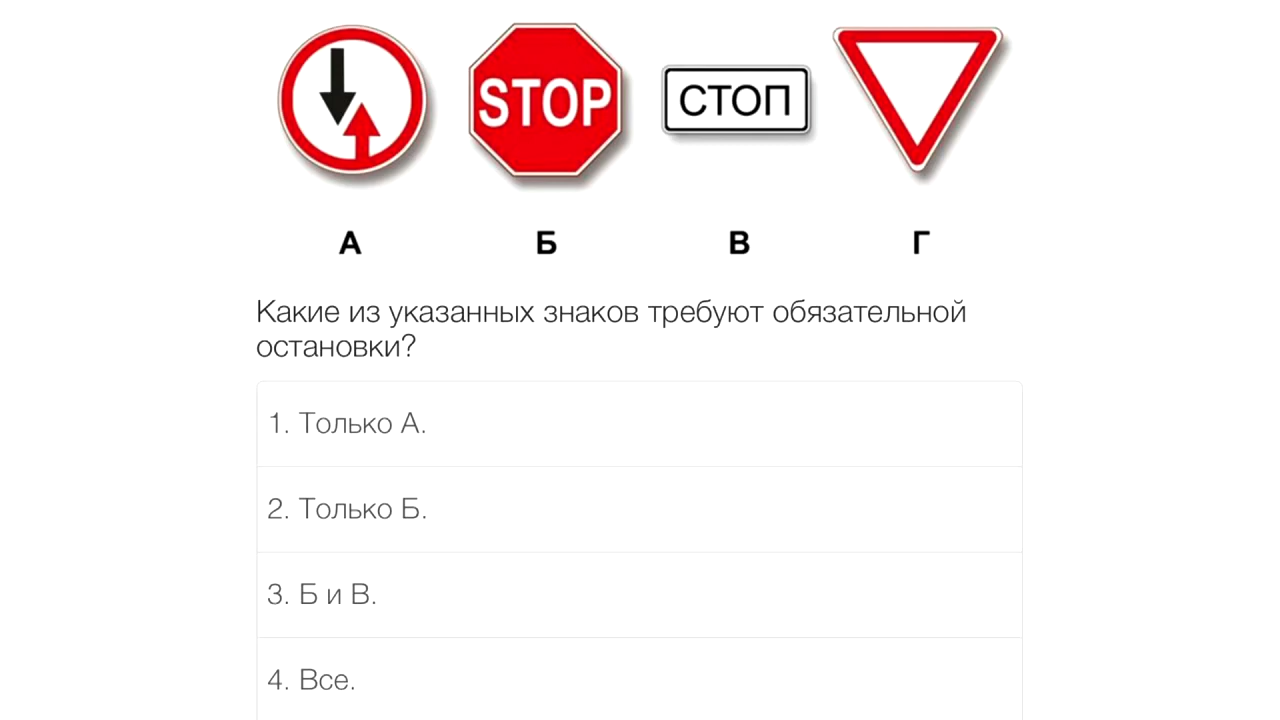 STOP
СТОП
А
Б
В
Г
Какие из указанных знаков требуют обязательной
остановки?
1. Только А.
2. Только Б.
3. Б и В.
4. Все.